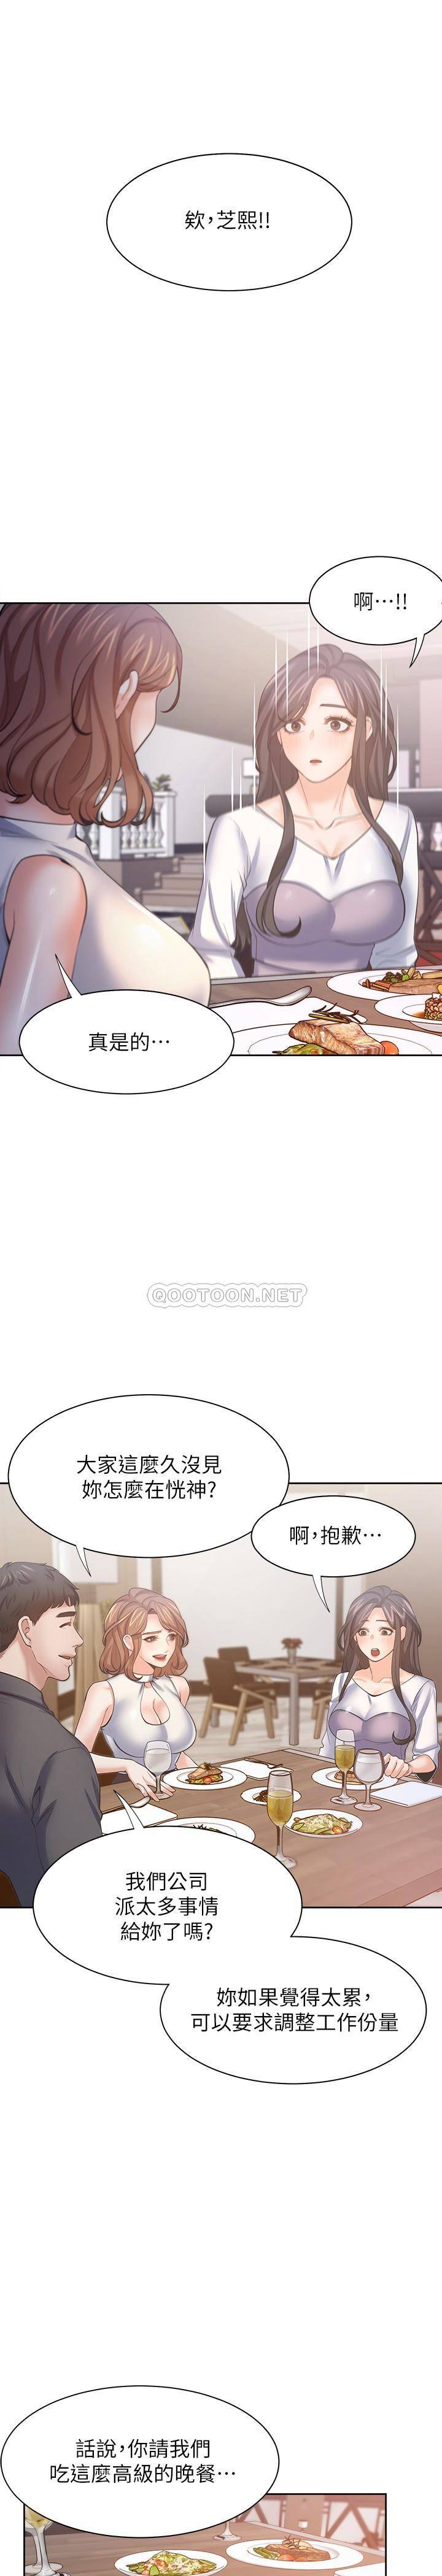 欸，芝熙!!
啊…!!
真是的…
QOOTOON.NET
大家這麼久沒見
妳怎麼在恍神?
啊，抱歉…
我們公司
派太多事情
給妳了嗎?
妳如果覺得太累，
可以要求調整工作份量
話說，你請我們
吃這麼高級的晚餐…